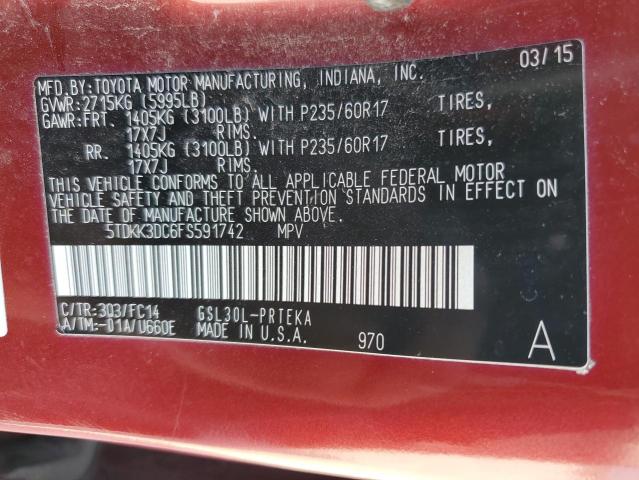 MFD.BY:TOYOTA MOTOR MANUFACTURING, INDIANA, INC. 03/15
GVWR:2715KG (5995LB)
GAWR:FRT. 1405KG (3100LB) WITH P235/60R17 TIRES,
17X7J RIMS.
RR. 1405KG (3100LB) WITH P235/60R17 TIRES,
17X7J RIMS.
THIS VEHICLE CONFORMS TO ALL APPLICABLE FEDERAL MOTOR
VEHICLE SAFETY AND THEFT PREVENTION STANDARDS IN EFFECT ON
THE DATE OF MANUFACTURE SHOWN ABOVE.
5TDKK3DC6FS591742 MPV
C/TR:3Q3/FC14 GSL30L-PRTEKA
A/TM:-01A/U660E MADE IN U.S.A. 970 A